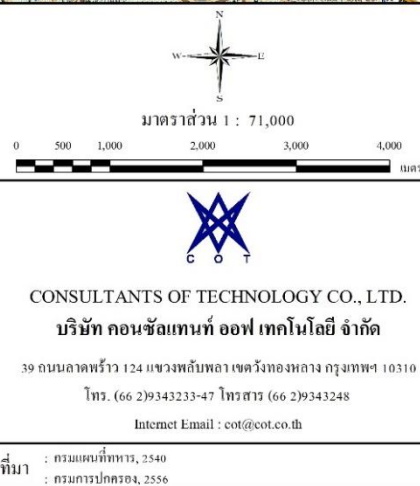 N
W E
S
มาตราส่วน 1 : 71,000
0 500 1,000 2,000 3,000 4,000
เมตร
C O T
CONSULTANTS OF TECHNOLOGY CO., LTD.
บริษัท คอนซัลแทนท์ ออฟ เทคโนโลยี จำกัด
39 ถนนลาดพร้าว 124 แขวงพลับพลา เขตวังทองหลาง กรุงเทพฯ 10310
โทร. (66 2)9343233-47 โทรสาร (66 2)9343248
Internet Email : cot@cot.co.th
ที่มา : กรมแผนที่ทหาร, 2540
: กรมการปกครอง, 2556